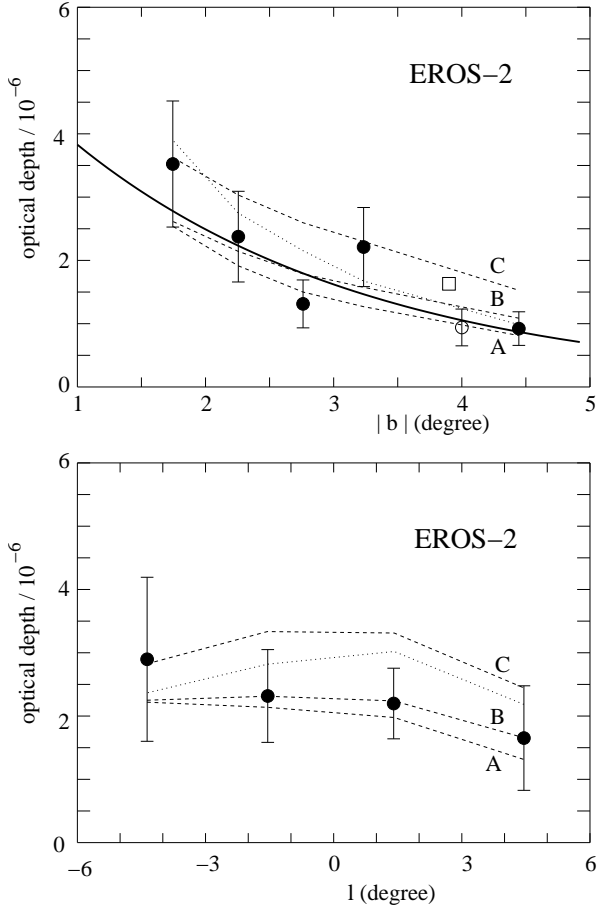 6
EROS−2
4
optical depth / 10⁻⁶
2
C
B
A
0
1
2
3
4
5
| b | (degree)
6
EROS−2
4
optical depth / 10⁻⁶
2
C
B
A
0
−6
−3
0
3
6
l (degree)